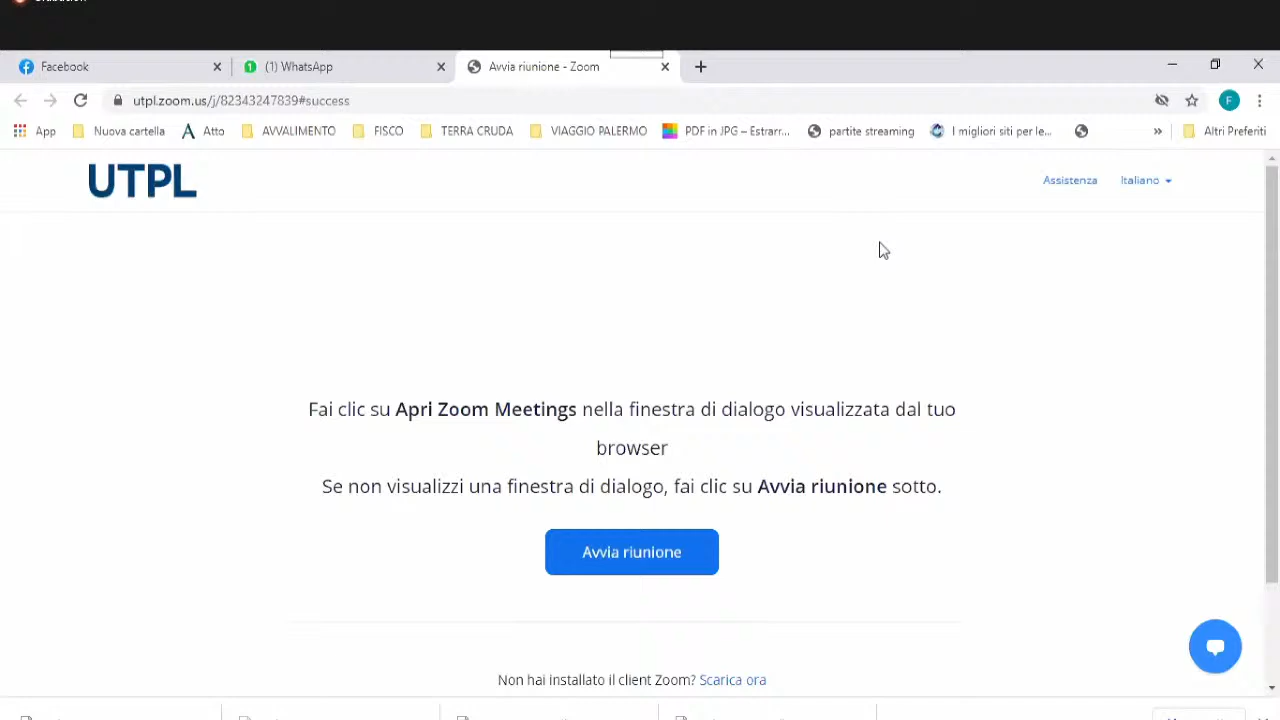 Facebook
(1) WhatsApp
Avvia riunione - Zoom
utpl.zoom.us/j/82343247839#success
F
App
Nuova cartella
Atto
AVVALIMENTO
FISCO
TERRA CRUDA
VIAGGIO PALERMO
PDF in JPG – Estrarr...
partite streaming
I migliori siti per le...
»
Altri Preferiti
UTPL
Assistenza
Italiano
Fai clic su Apri Zoom Meetings nella finestra di dialogo visualizzata dal tuo
browser
Se non visualizzi una finestra di dialogo, fai clic su Avvia riunione sotto.
Avvia riunione
Non hai installato il client Zoom? Scarica ora